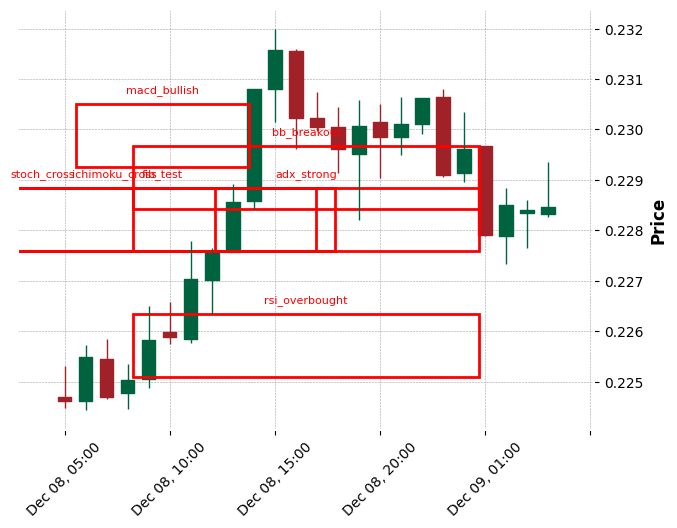 0.232
0.231
0.230
0.229
0.228
0.227
0.226
0.225
Price
macd_bullish
bb_breakout
stoch_cross
ichimoku_cross
fib_test
adx_strong
rsi_overbought
Dec 08, 05:00
Dec 08, 10:00
Dec 08, 15:00
Dec 08, 20:00
Dec 09, 01:00